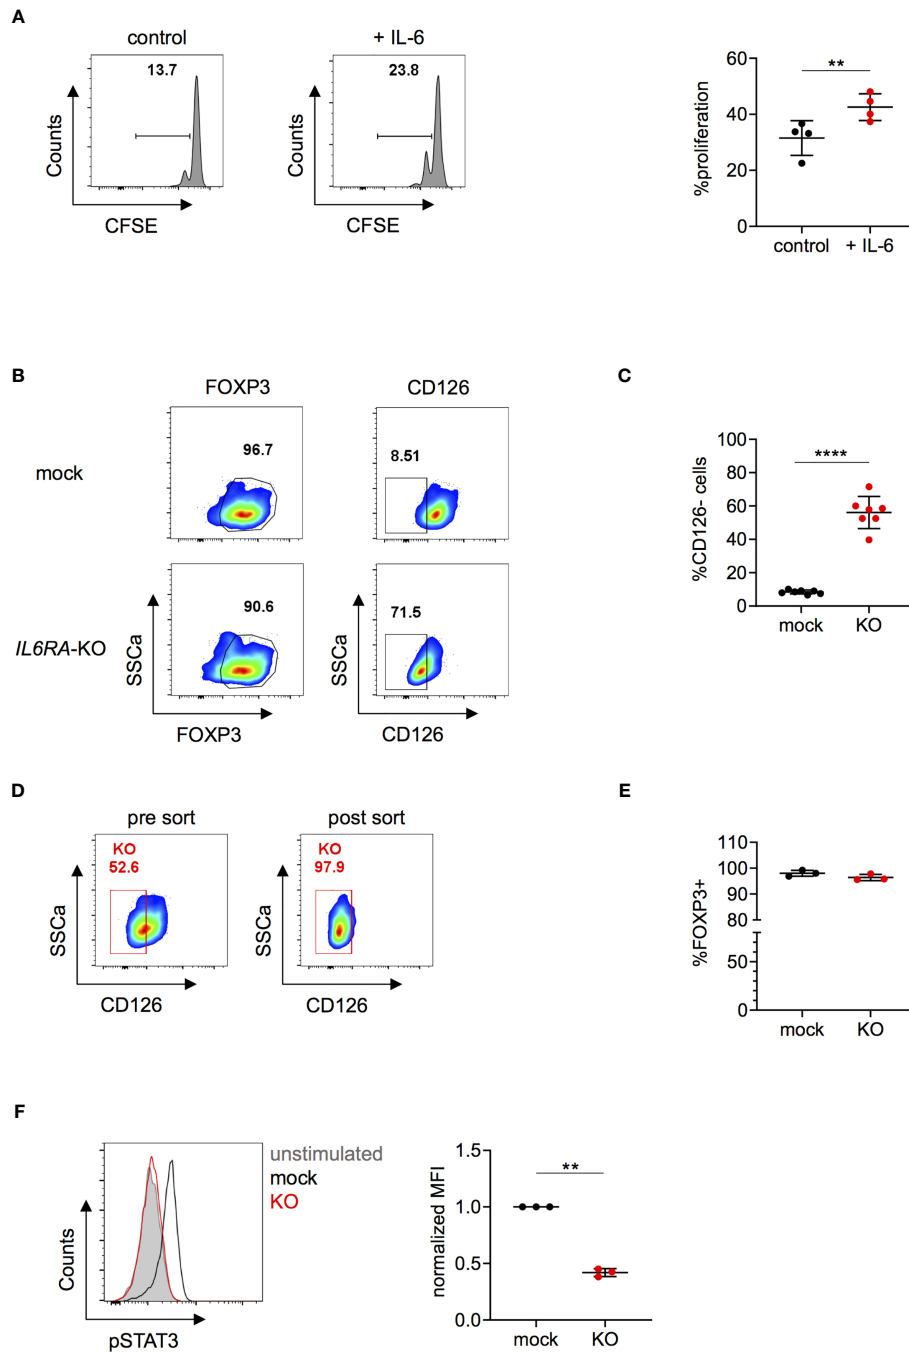 A
control
+ IL-6
13.7
23.8
Counts
Counts
CFSE
CFSE
%proliferation
60
40
20
0
**
control
+ IL-6
B
FOXP3
CD126
mock
96.7
8.51
IL6RA-KO
90.6
71.5
SSCa
SSCa
FOXP3
CD126
C
%CD126- cells
100
80
60
40
20
0
****
mock
KO
D
pre sort
post sort
KO
52.6
KO
97.9
SSCa
SSCa
CD126
CD126
E
%FOXP3+
110
100
90
80
50
0
mock
KO
F
unstimulated
mock
KO
Counts
pSTAT3
normalized MFI
1.5
1.0
0.5
0.0
**
mock
KO